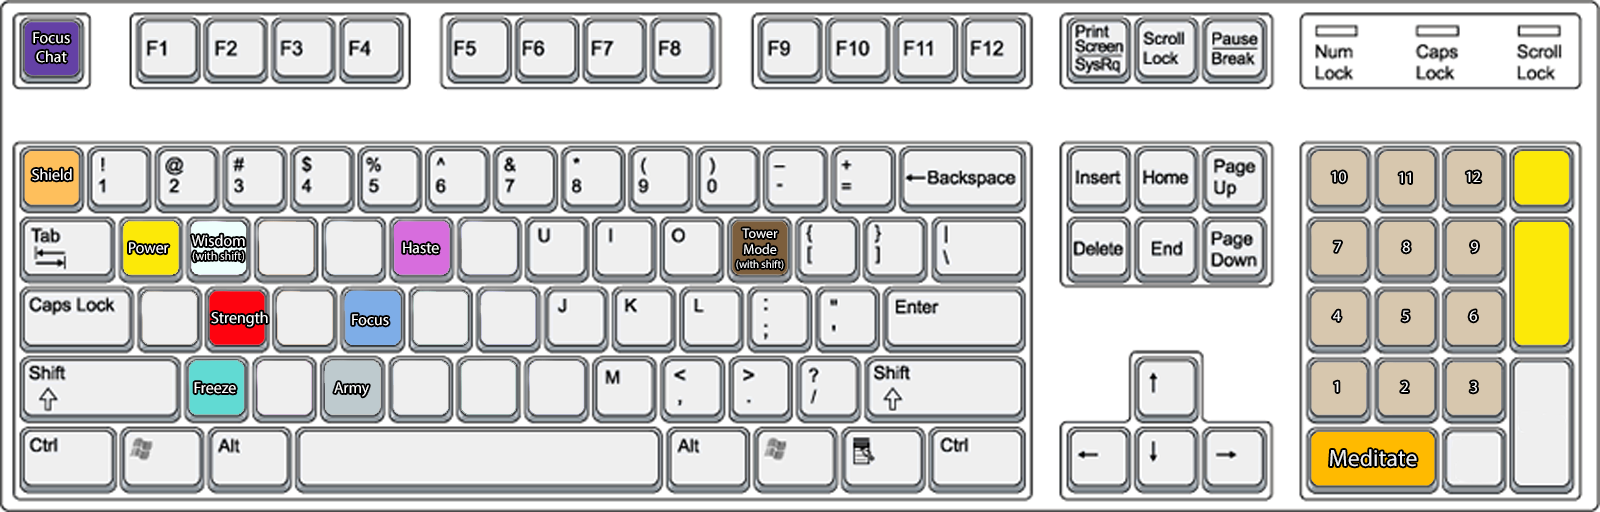 Focus
Chat
F1 F2 F3 F4 F5 F6 F7 F8 F9 F10 F11 F12
Print
Screen
SysRq
Scroll
Lock
Pause
Break
Num
Lock
Caps
Lock
Scroll
Lock
Shield
!
1
@
2
#
3
$
4
%
5
^
6
&
7
*
8
(
9
)
0
–
-
+
=
←Backspace
Insert Home Page
Up
10 11 12
Tab
Power
Wisdom
(with shift)
Haste
U I O
Tower
Mode
(with shift)
{
[
}
]
|
\
Delete End Page
Down
7 8 9
Caps Lock
Strength
Focus
J K L
:
;
"
'
Enter
4 5 6
Shift
Freeze
Army
M
<
,
>
.
?
/
Shift
↑
1 2 3
Ctrl Alt Alt Ctrl
← ↓ →
Meditate